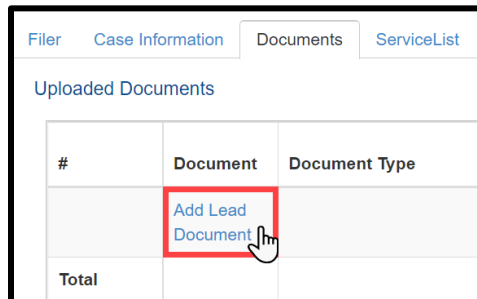 Filer Case Information Documents ServiceList
Uploaded Documents
# Document Document Type
Add Lead
Document
Total